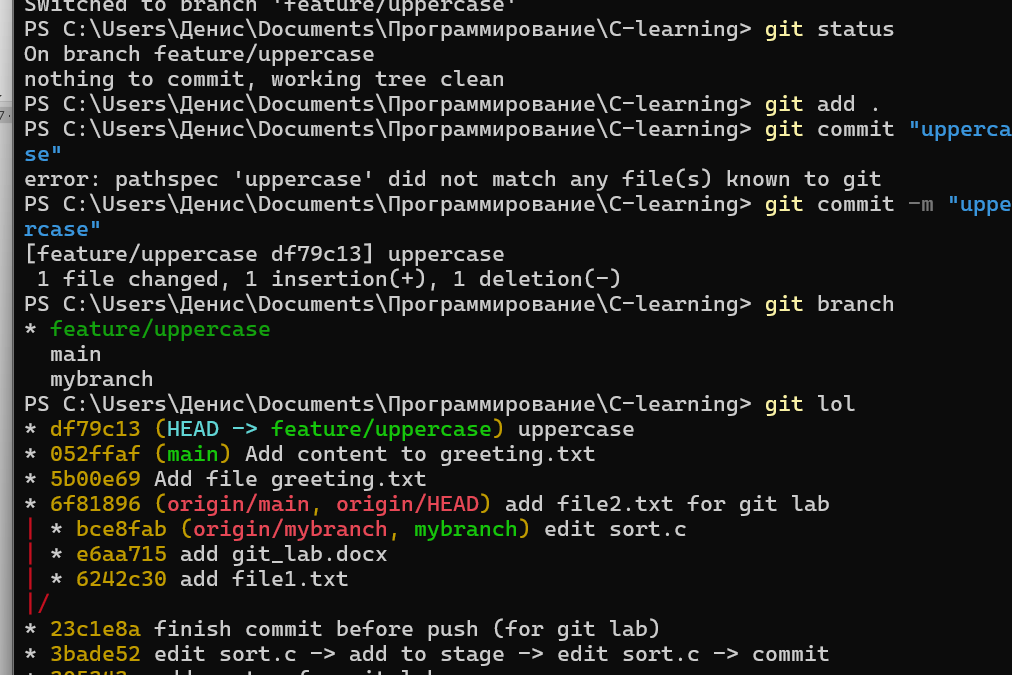 Switched to branch 'feature/uppercase'
PS C:\Users\Денис\Documents\Программирование\C-learning> git status
On branch feature/uppercase
nothing to commit, working tree clean
PS C:\Users\Денис\Documents\Программирование\C-learning> git add .
PS C:\Users\Денис\Documents\Программирование\C-learning> git commit "upperca
se"
error: pathspec 'uppercase' did not match any file(s) known to git
PS C:\Users\Денис\Documents\Программирование\C-learning> git commit -m "uppe
rcase"
[feature/uppercase df79c13] uppercase
 1 file changed, 1 insertion(+), 1 deletion(-)
PS C:\Users\Денис\Documents\Программирование\C-learning> git branch
* feature/uppercase
  main
  mybranch
PS C:\Users\Денис\Documents\Программирование\C-learning> git lol
* df79c13 (HEAD -> feature/uppercase) uppercase
* 052ffaf (main) Add content to greeting.txt
* 5b00e69 Add file greeting.txt
* 6f81896 (origin/main, origin/HEAD) add file2.txt for git lab
| * bce8fab (origin/mybranch, mybranch) edit sort.c
| * e6aa715 add git_lab.docx
| * 6242c30 add file1.txt
|/
* 23c1e8a finish commit before push (for git lab)
* 3bade52 edit sort.c -> add to stage -> edit sort.c -> commit